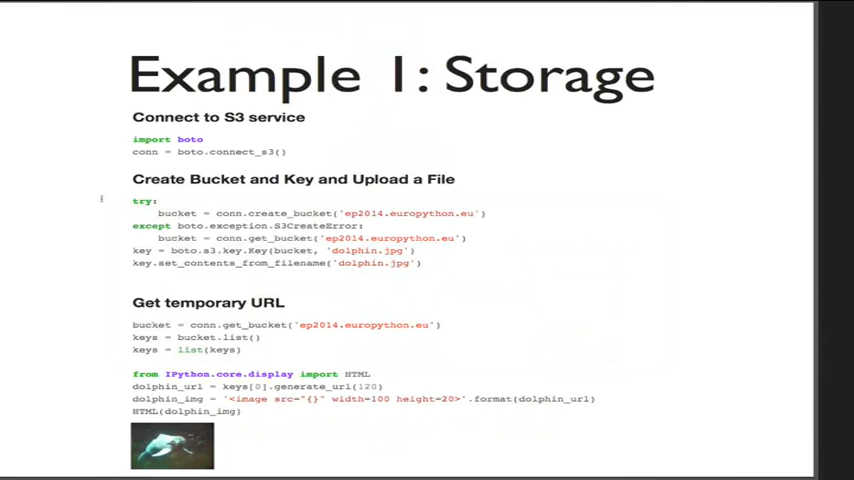 Example 1: Storage
Connect to S3 service
import boto
conn = boto.connect_s3()
Create Bucket and Key and Upload a File
try:
bucket = conn.create_bucket('ep2014.europython.eu')
except boto.exception.S3CreateError:
bucket = conn.get_bucket('ep2014.europython.eu')
key = boto.s3.key.Key(bucket, 'dolphin.jpg')
key.set_contents_from_filename('dolphin.jpg')
Get temporary URL
bucket = conn.get_bucket('ep2014.europython.eu')
keys = bucket.list()
keys = list(keys)
from IPython.core.display import HTML
dolphin_url = keys[0].generate_url(120)
dolphin_img = '<image src="{}" width=100 height=20>'.format(dolphin_url)
HTML(dolphin_img)